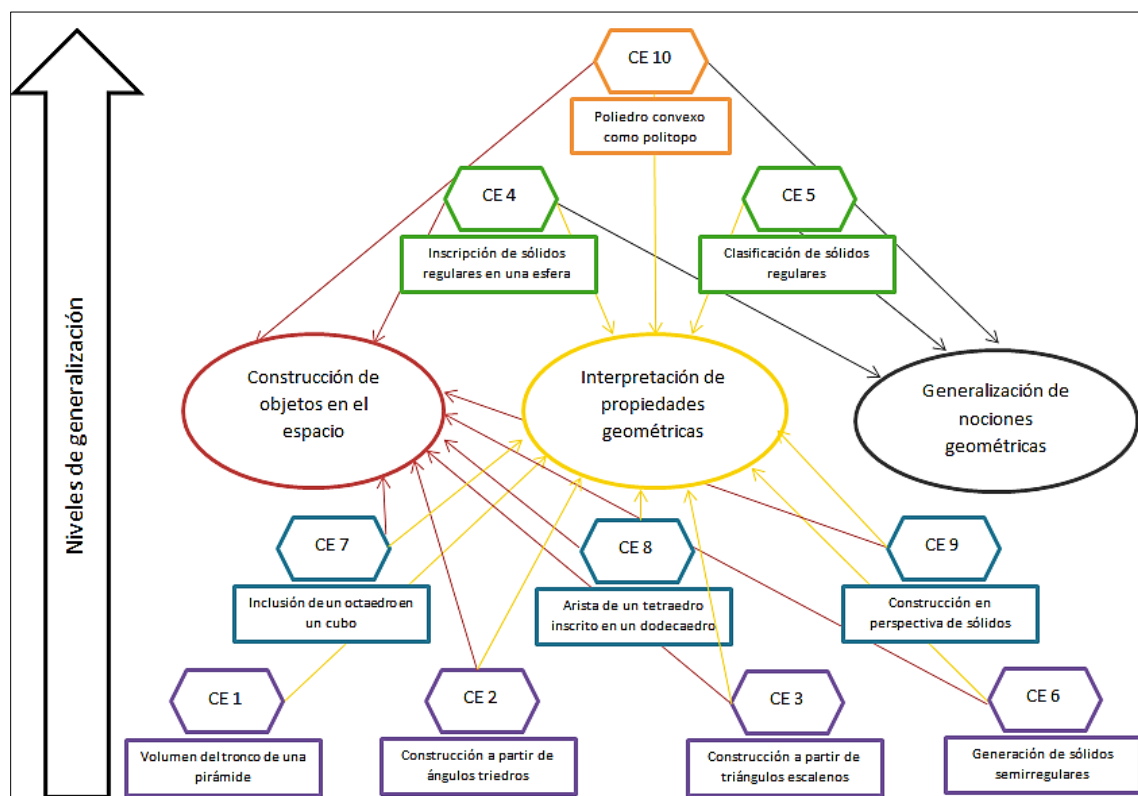 Niveles de generalización
CE 10
Poliedro convexo
como politopo
CE 4
Inscripción de sólidos
regulares en una esfera
CE 5
Clasificación de sólidos
regulares
Construcción de
objetos en el
espacio
Interpretación de
propiedades
geométricas
Generalización de
nociones
geométricas
CE 7
Inclusión de un octaedro en
un cubo
CE 8
Arista de un tetraedro
inscrito en un dodecaedro
CE 9
Construcción en
perspectiva de sólidos
CE 1
Volumen del tronco de una
pirámide
CE 2
Construcción a partir de
ángulos triedros
CE 3
Construcción a partir de
triángulos escalenos
CE 6
Generación de sólidos
semirregulares